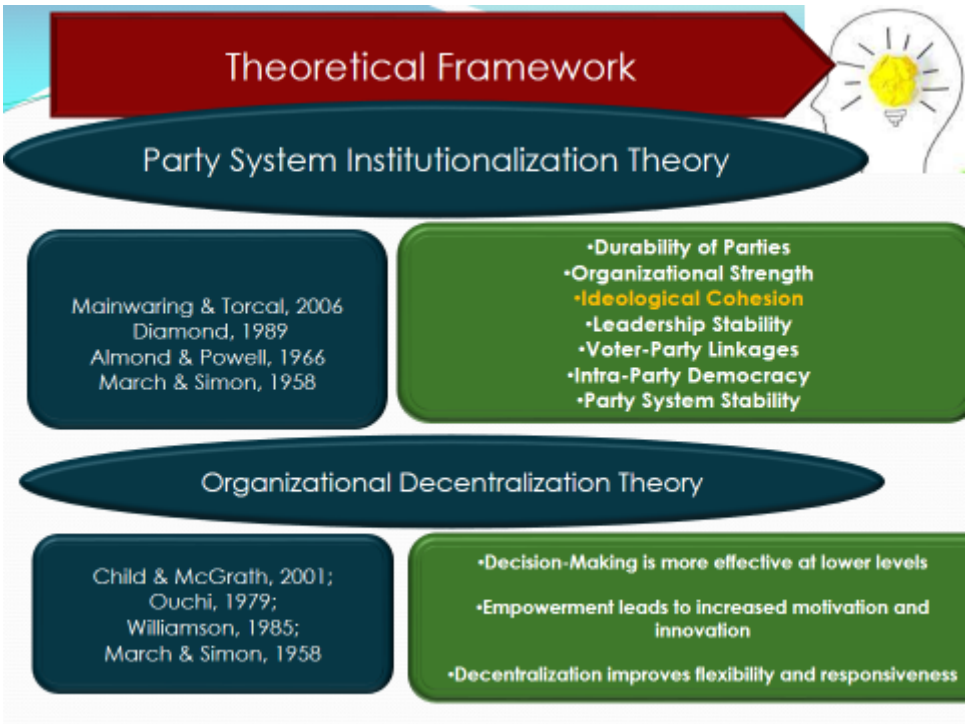 Theoretical Framework
Party System Institutionalization Theory
Mainwaring & Torcal, 2006
Diamond, 1989
Almond & Powell, 1966
March & Simon, 1958
•Durability of Parties
•Organizational Strength
•Ideological Cohesion
•Leadership Stability
•Voter-Party Linkages
•Intra-Party Democracy
•Party System Stability
Organizational Decentralization Theory
Child & McGrath, 2001;
Ouchi, 1979;
Williamson, 1985;
March & Simon, 1958
•Decision-Making is more effective at lower levels
•Empowerment leads to increased motivation and
innovation
•Decentralization improves flexibility and responsiveness